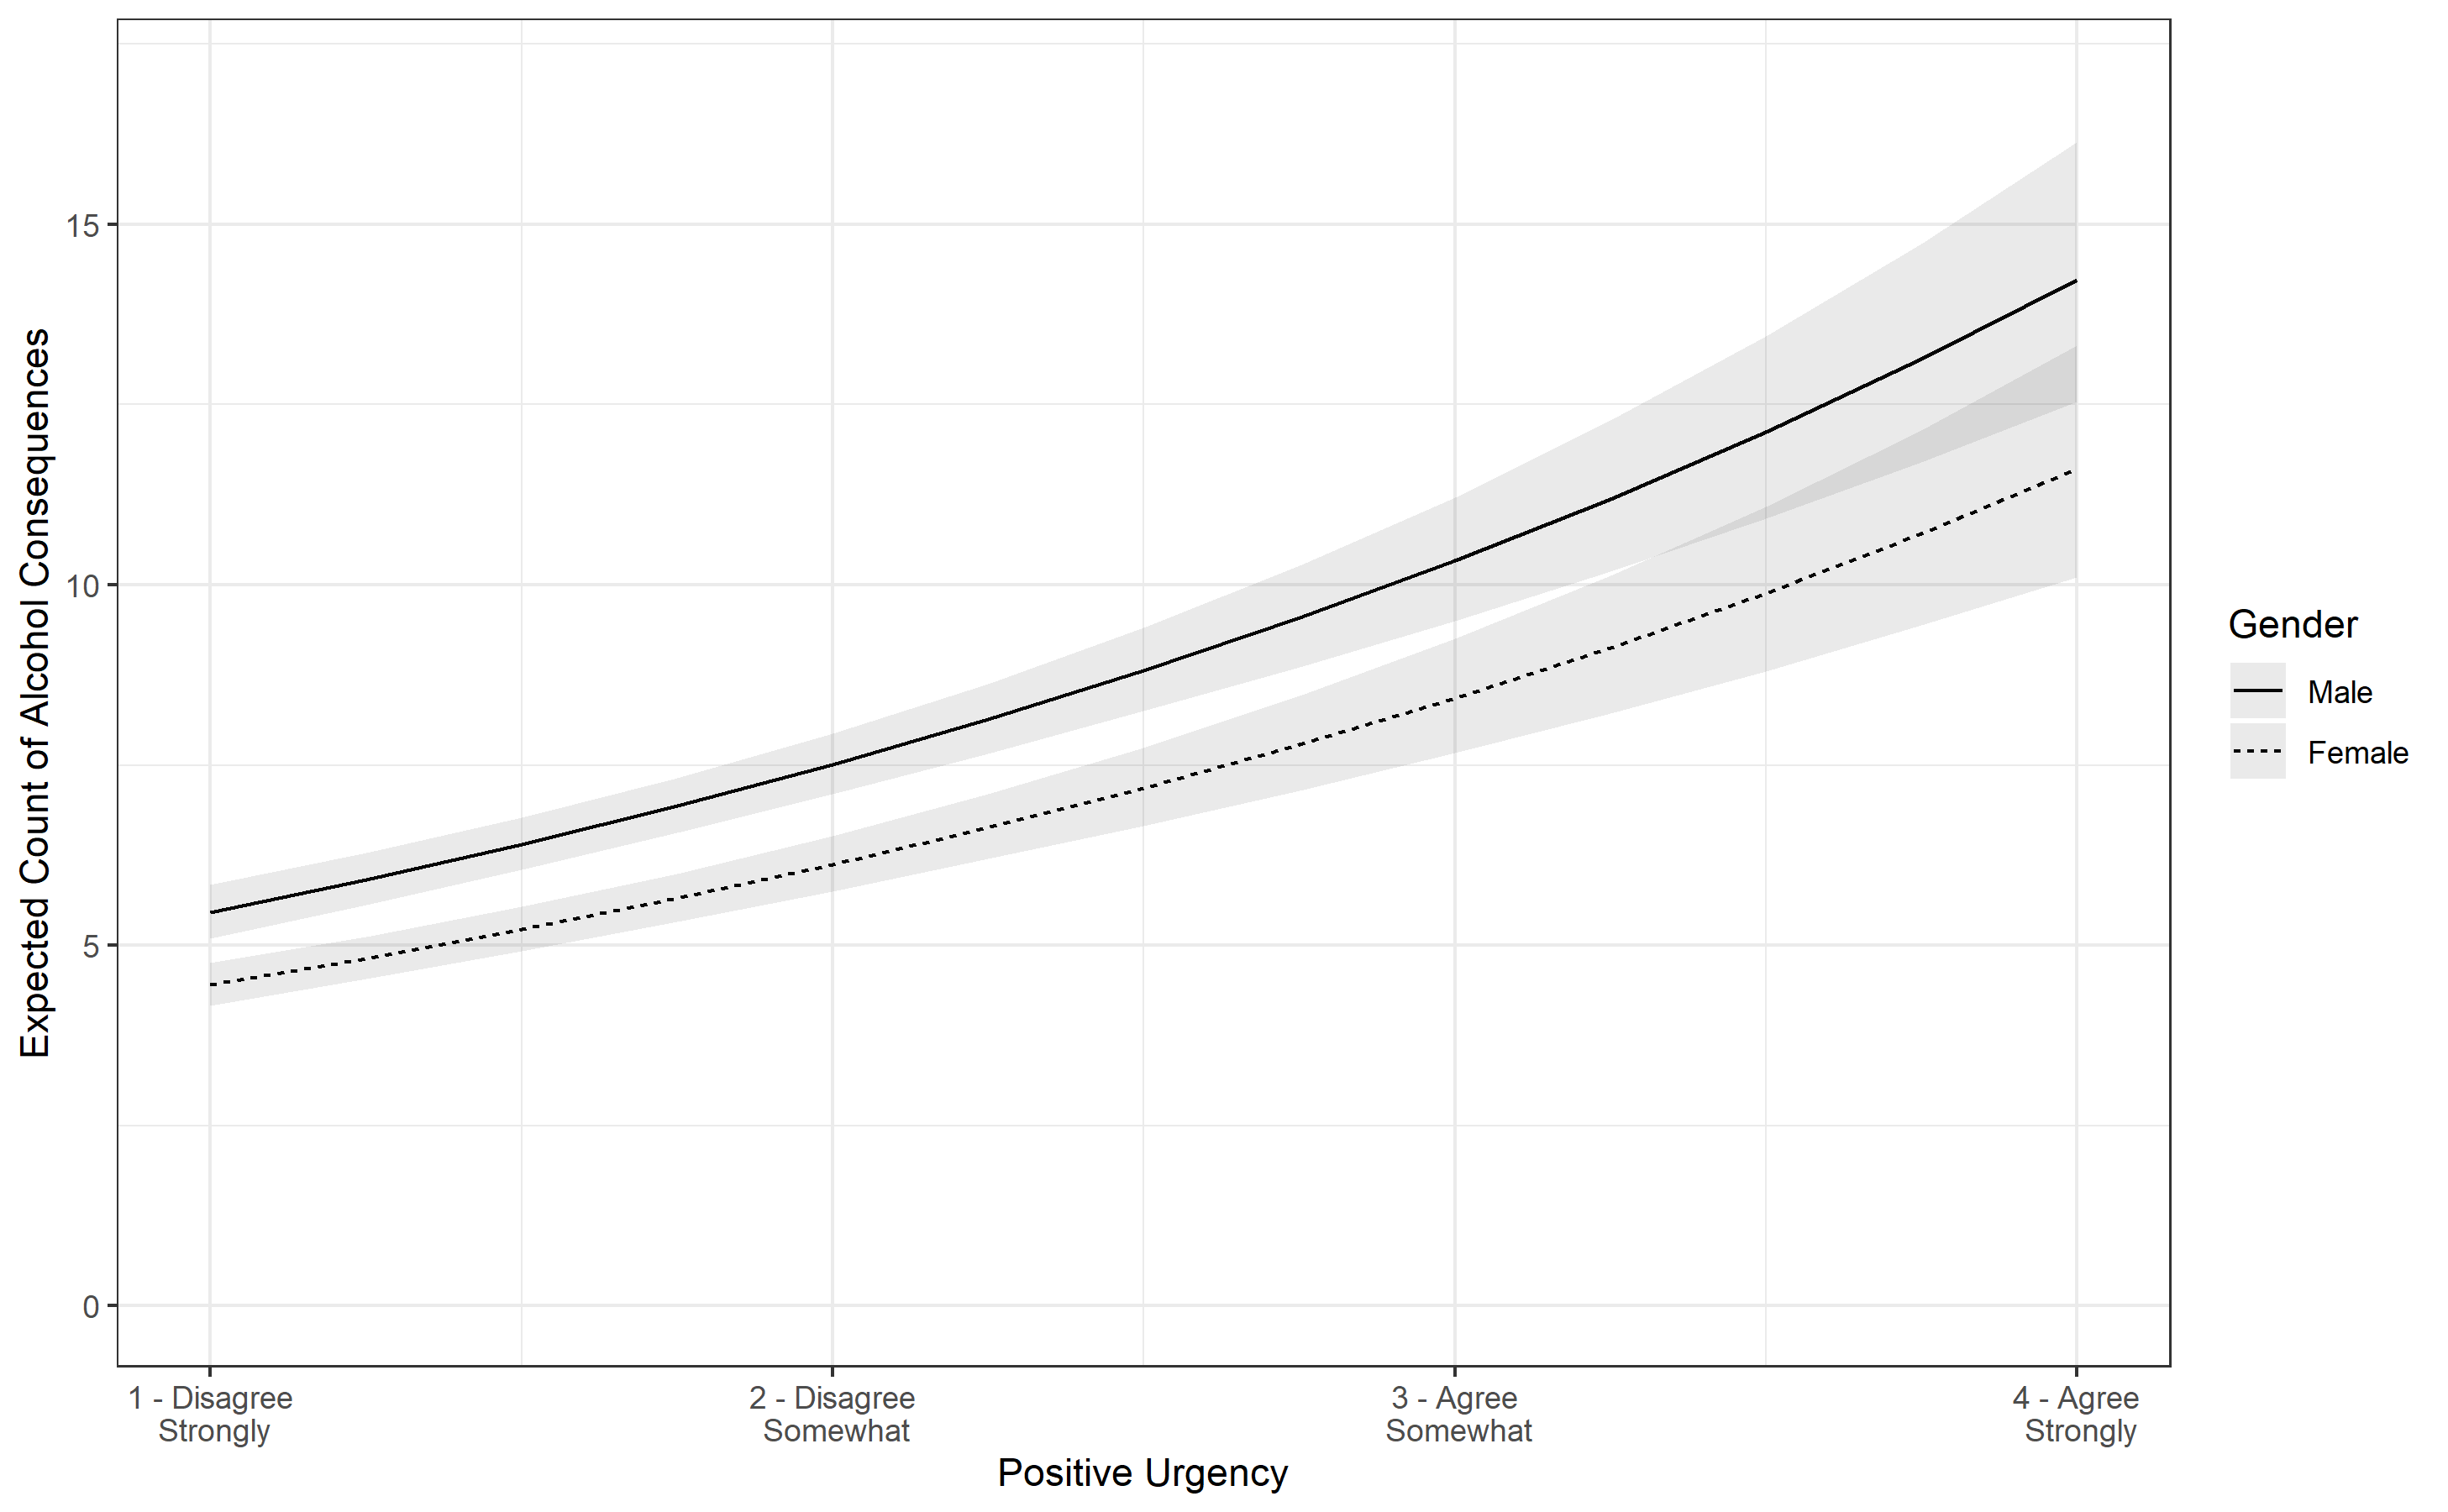 Expected Count of Alcohol Consequences
15
10
5
0
1 - Disagree
Strongly
2 - Disagree
Somewhat
3 - Agree
Somewhat
4 - Agree
Strongly
Positive Urgency
Gender
Male
Female